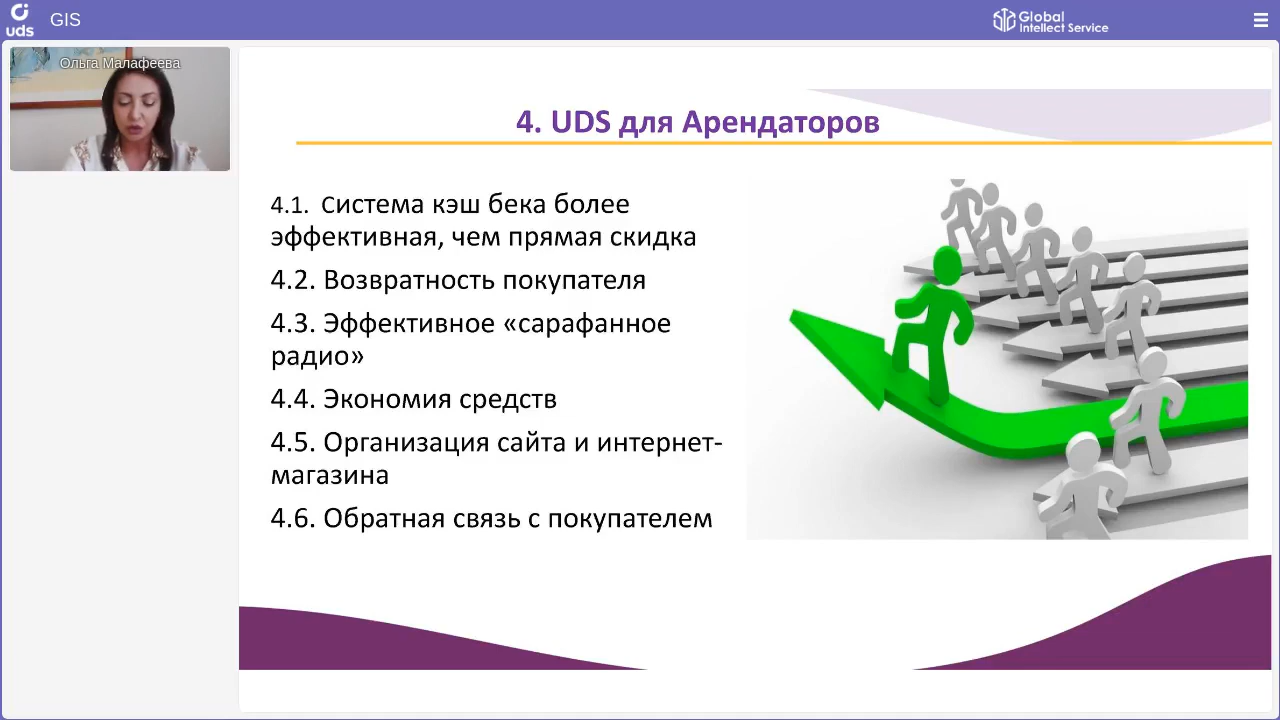 uds
GIS
Global
Intellect Service
Ольга Малафеева
4. UDS для Арендаторов
4.1. Система кэш бека более
эффективная, чем прямая скидка
4.2. Возвратность покупателя
4.3. Эффективное «сарафанное
радио»
4.4. Экономия средств
4.5. Организация сайта и интернет-
магазина
4.6. Обратная связь с покупателем